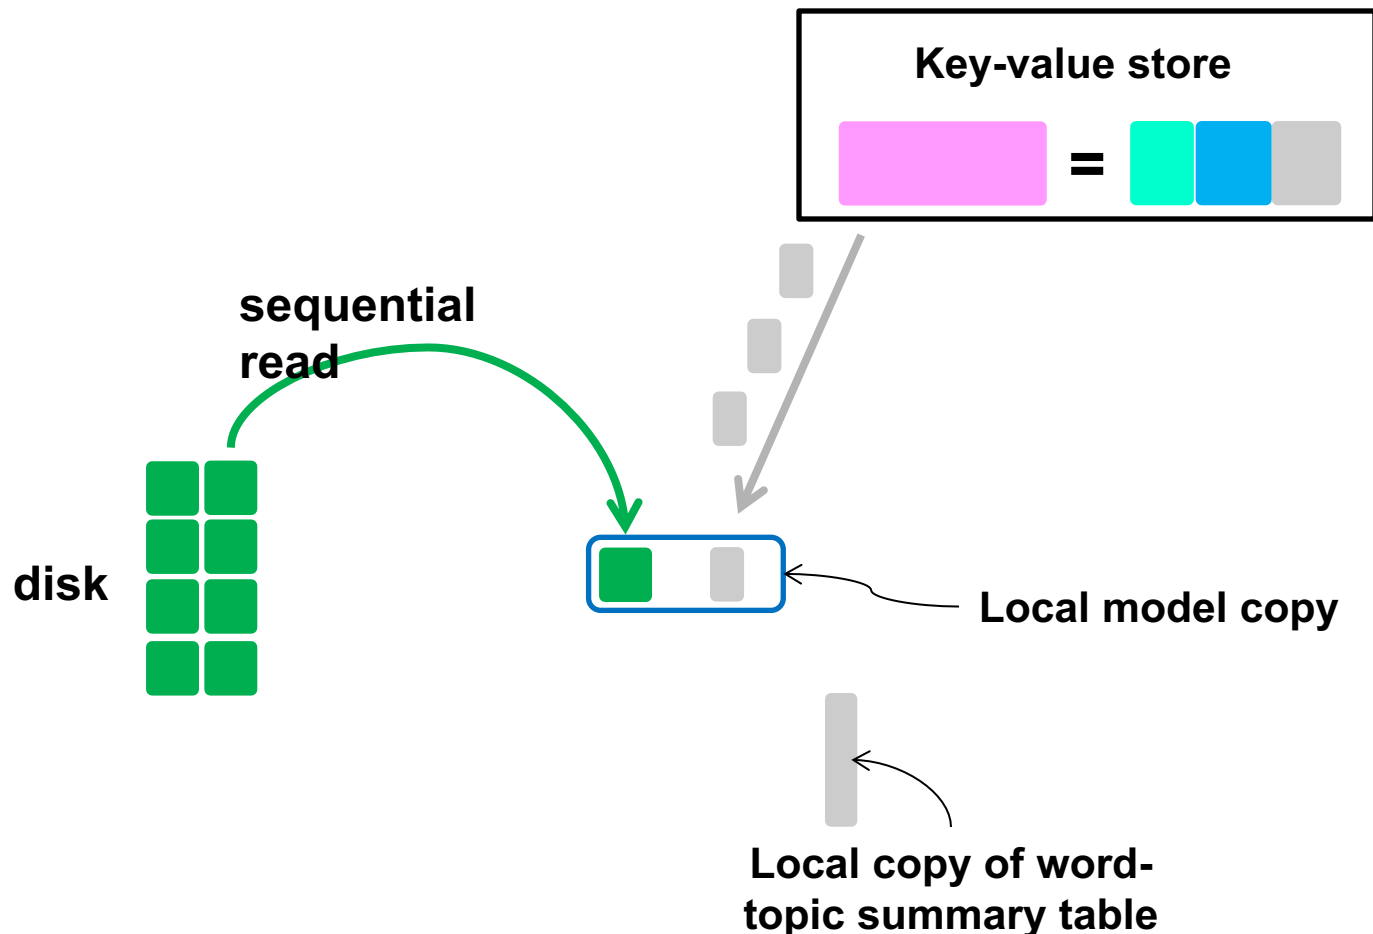 Key-value store
=
sequential
read
disk
Local model copy
Local copy of word-
topic summary table